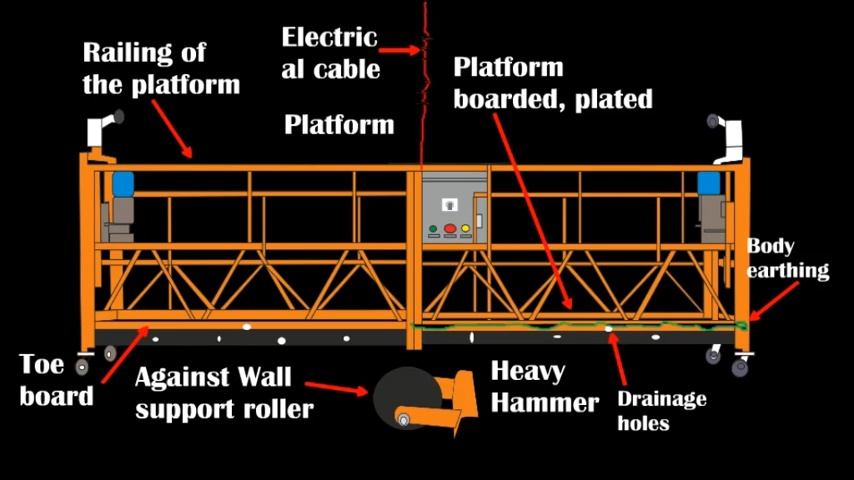 Railing of
the platform
Electric
al cable
Platform
boarded, plated
Platform
Body
earthing
Toe
board
Against Wall
support roller
Heavy
Hammer
Drainage
holes